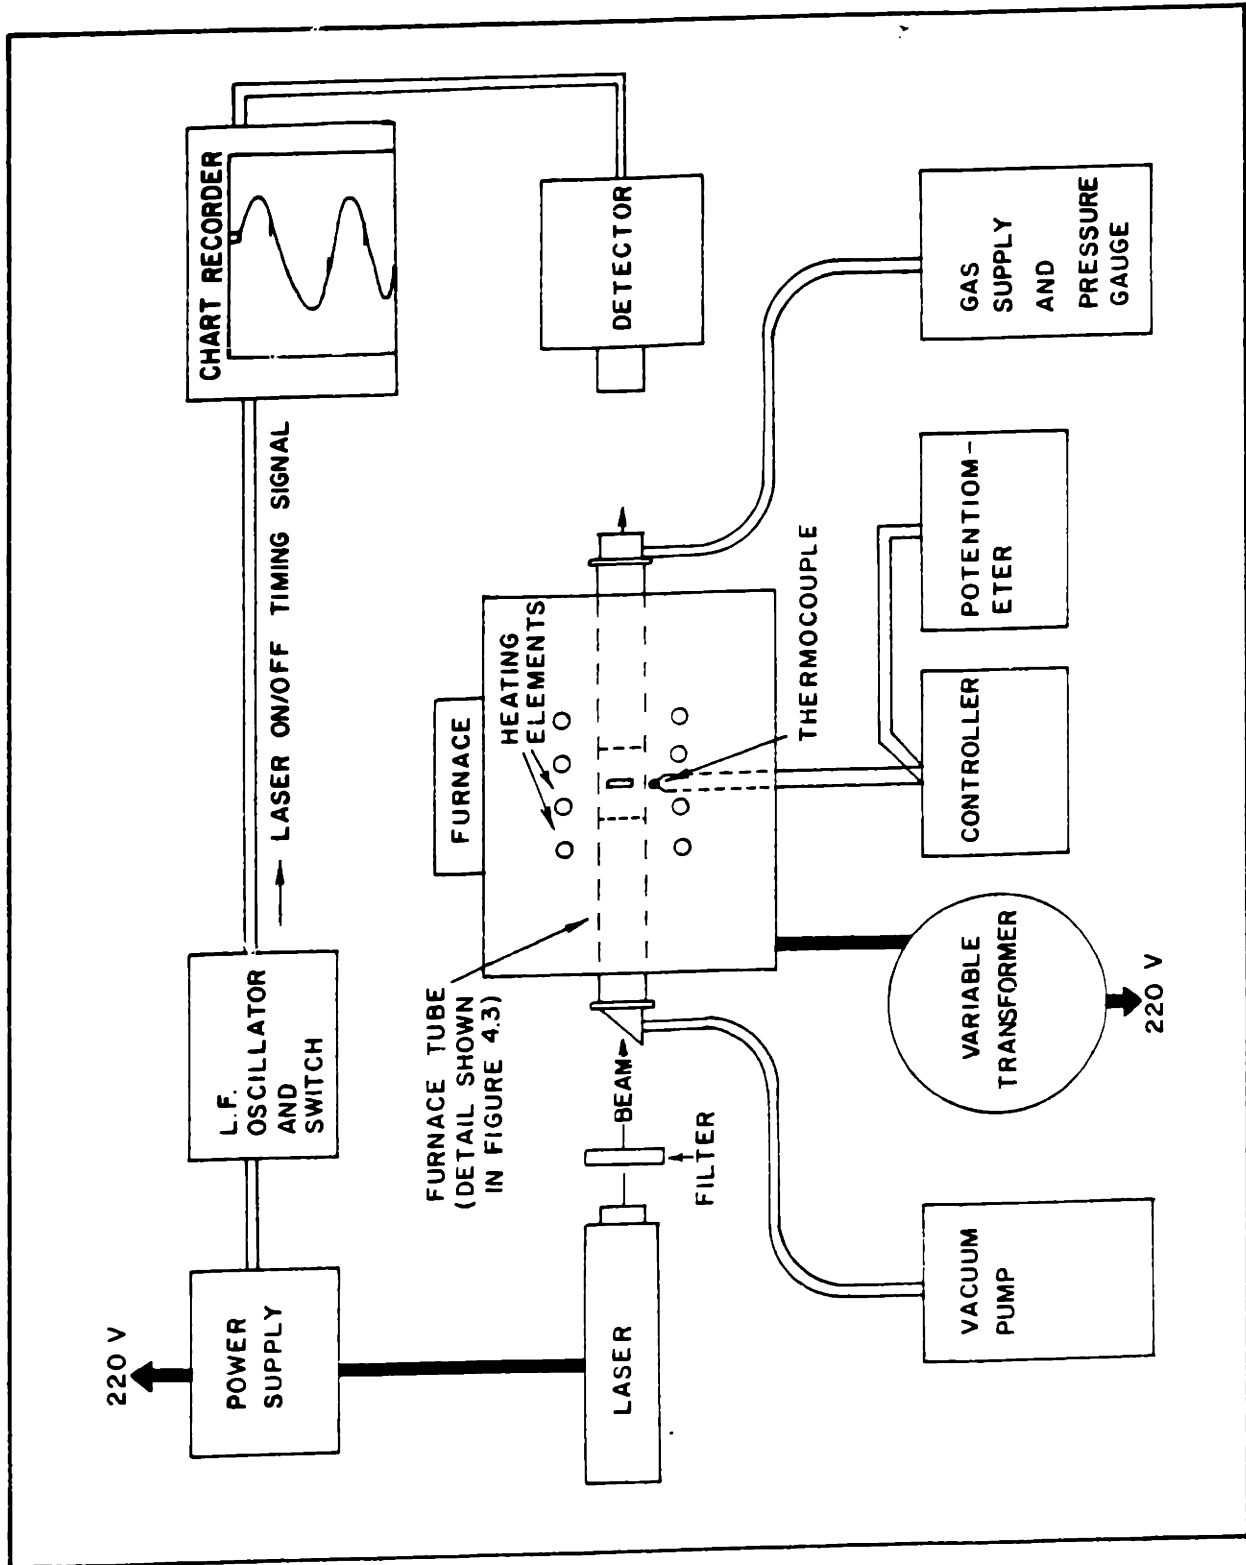 220 V
POWER
SUPPLY
L.F.
OSCILLATOR
AND
SWITCH
LASER ON/OFF TIMING SIGNAL
CHART RECORDER
FURNACE TUBE
(DETAIL SHOWN
IN FIGURE 4.3)
FURNACE
HEATING
ELEMENTS
LASER
FILTER
BEAM
THERMOCOUPLE
DETECTOR
VACUUM
PUMP
VARIABLE
TRANSFORMER
220 V
CONTROLLER
POTENTIOM-
ETER
GAS
SUPPLY
AND
PRESSURE
GAUGE